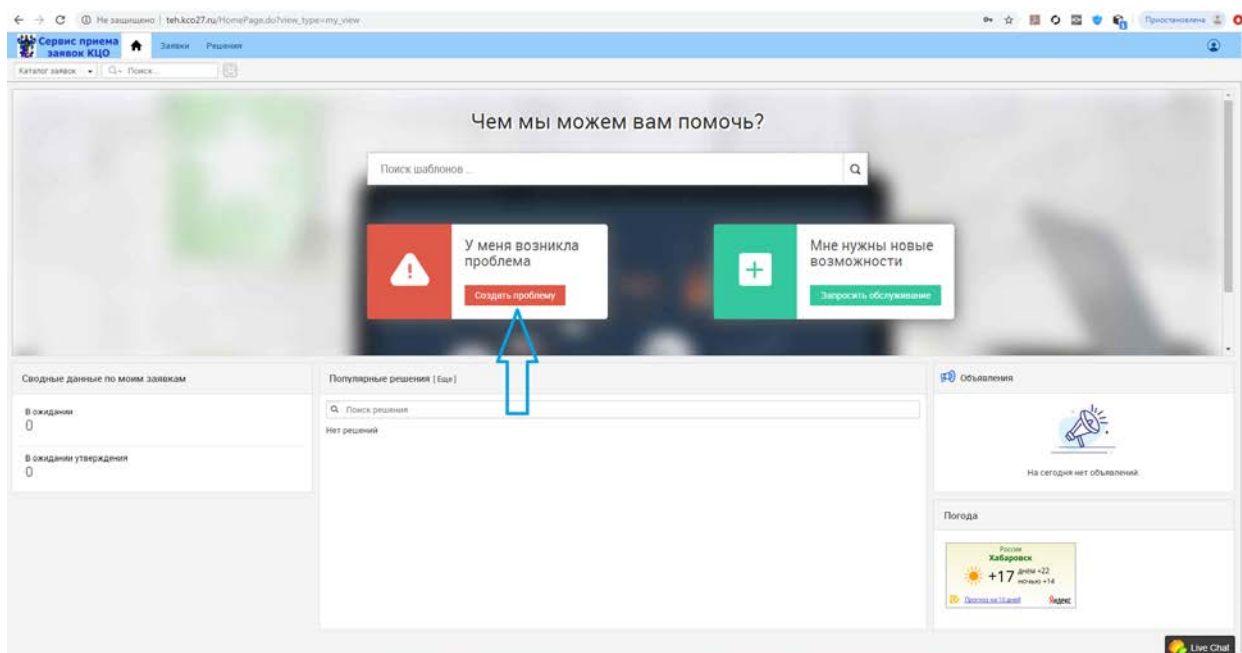 Не защищено | teh.kco27.ru/HomePage.do?view_type=my_view
Приостановлена
Сервис приема
заявок КЦО
Заявки Решения
Каталог заявок Поиск...
Чем мы можем вам помочь?
Поиск шаблонов ...
У меня возникла
проблема
Создать проблему
Мне нужны новые
возможности
Запросить обслуживание
Сводные данные по моим заявкам
В ожидании
0
В ожидании утверждения
0
Популярные решения [Еще]
Поиск решения
Нет решений
Объявления
На сегодня нет объявлений.
Погода
Россия
Хабаровск
+17 днём +22
ночью +14
Прогноз на 10 дней Яндекс
Live Chat